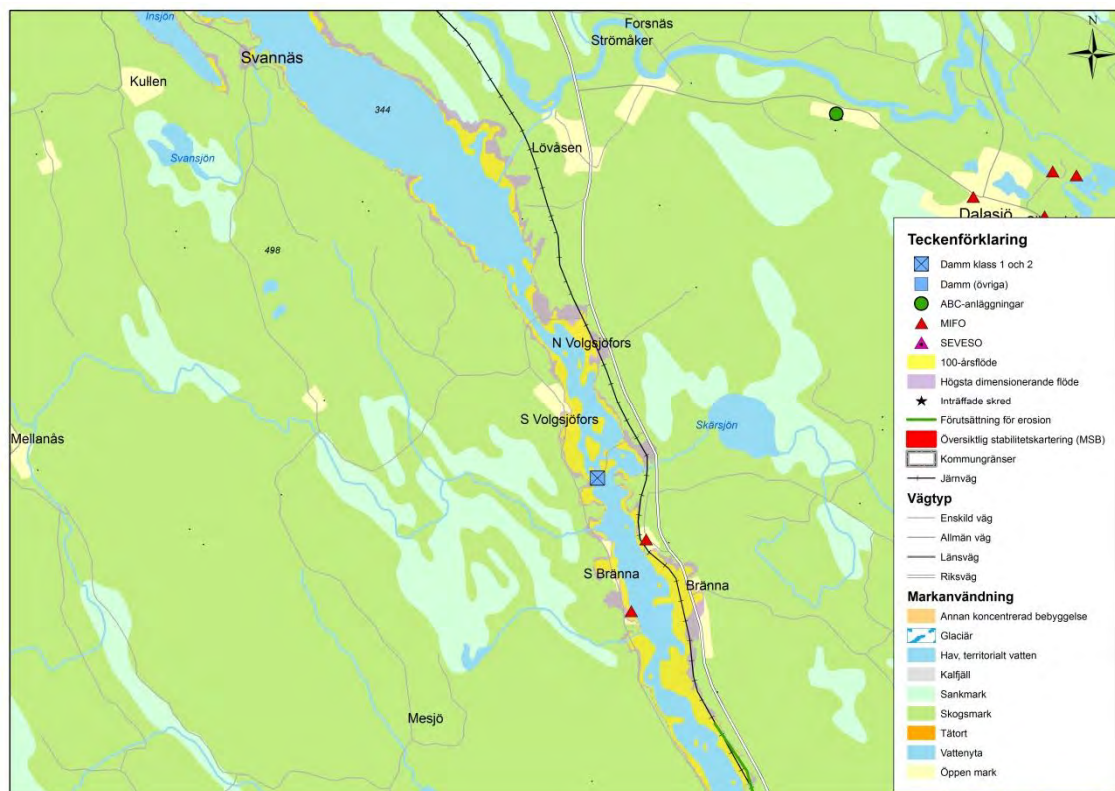 Insjön
Forsnäs
Strömåker
N
Svannäs
Kullen
344
Lövåsen
Svansjön
Dalasjö
498
N Volgsjöfors
S Volgsjöfors
Skärsjön
Mellanås
S Bränna
Bränna
Mesjö
Teckenförklaring
Damm klass 1 och 2
Damm (övriga)
ABC-anläggningar
MIFO
SEVESO
100-årsflöde
Högsta dimensionerande flöde
Inträffade skred
Förutsättning för erosion
Översiktlig stabilitetskartering (MSB)
Kommungränser
Järnväg
Vägtyp
Enskild väg
Allmän väg
Länsväg
Riksväg
Markanvändning
Annan koncentrerad bebyggelse
Glaciär
Hav, territorialt vatten
Kalfjäll
Sankmark
Skogsmark
Tätort
Vattenyta
Öppen mark